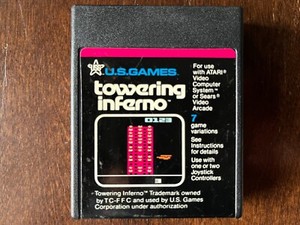 U.S.GAMES
towering
inferno™
0123
For use
with ATARI®
Video
Computer
System™
or Sears®
Video
Arcade
7
game
variations
See
Instructions
for details
Use with
one or two
Joystick
Controllers
Towering Inferno™ Trademark owned
by TC-FFC and used by U.S. Games
Corporation under authorization